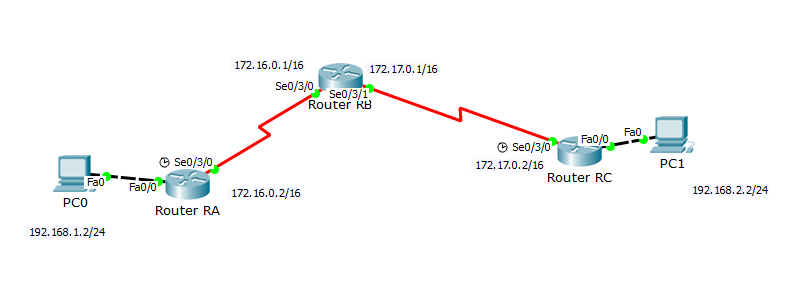 172.16.0.1/16
172.17.0.1/16
Se0/3/0
Se0/3/1
Router RB
Se0/3/0
Fa0/0
Router RA
172.16.0.2/16
Fa0
PC0
192.168.1.2/24
Se0/3/0
Fa0/0
172.17.0.2/16
Router RC
Fa0
PC1
192.168.2.2/24